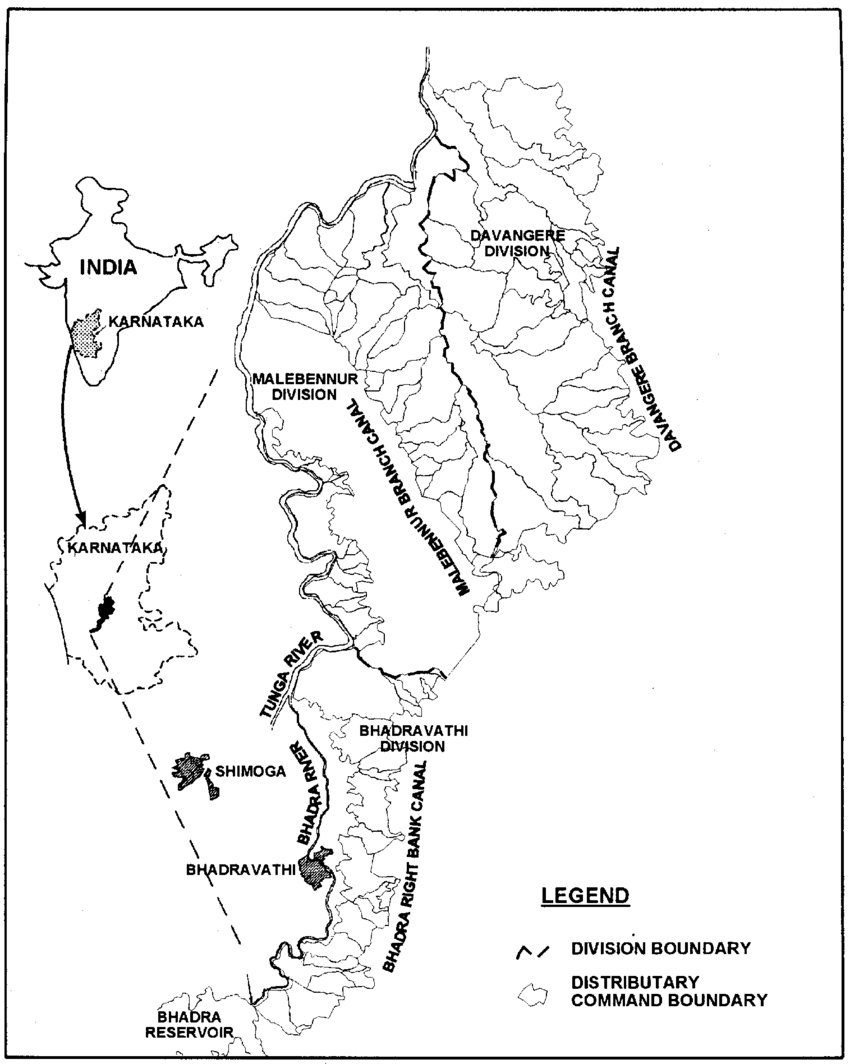 INDIA
KARNATAKA
DAVANGERE
DIVISION
DAVANGERE BRANCH CANAL
MALEBENNUR
DIVISION
MALEBENNUR BRANCH CANAL
KARNATAKA
TUNGA RIVER
BHADRAVATHI
DIVISION
SHIMOGA
BHADRA RIVER
BHADRA RIGHT BANK CANAL
BHADRAVATHI
BHADRA
RESERVOIR
LEGEND
DIVISION BOUNDARY
DISTRIBUTARY
COMMAND BOUNDARY